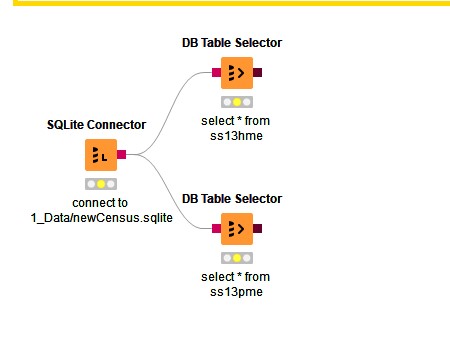 DB Table Selector
select * from
ss13hme
SQLite Connector
connect to
1_Data/newCensus.sqlite
DB Table Selector
select * from
ss13pme